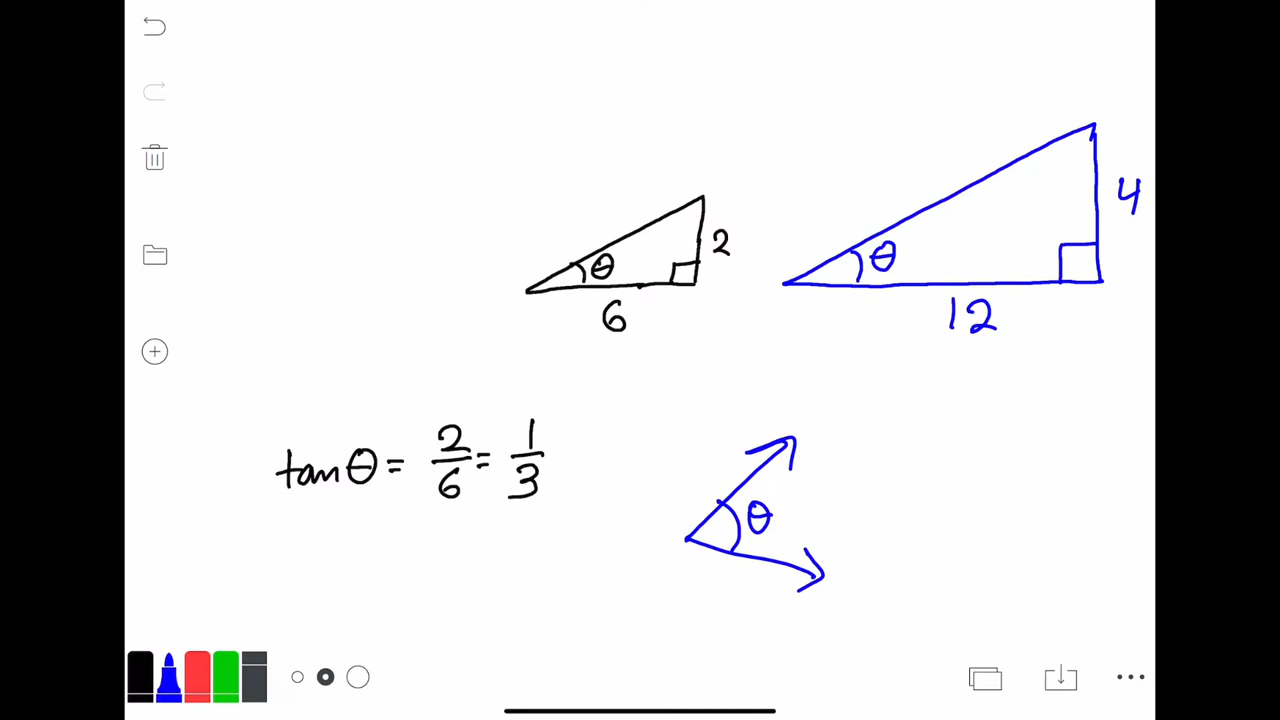 4
θ
θ
2
6
12
tanθ = 2/6 = 1/3
θ